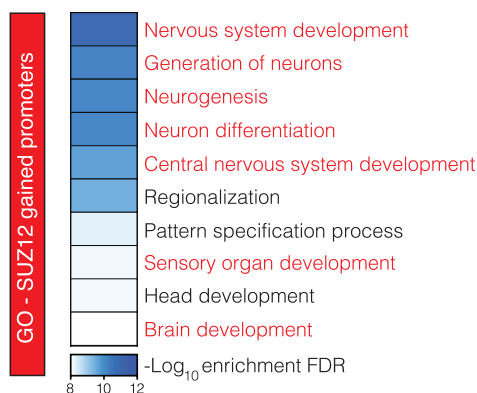 GO - SUZ12 gained promoters
Nervous system development
Generation of neurons
Neurogenesis
Neuron differentiation
Central nervous system development
Regionalization
Pattern specification process
Sensory organ development
Head development
Brain development
-Log10 enrichment FDR
8 10 12